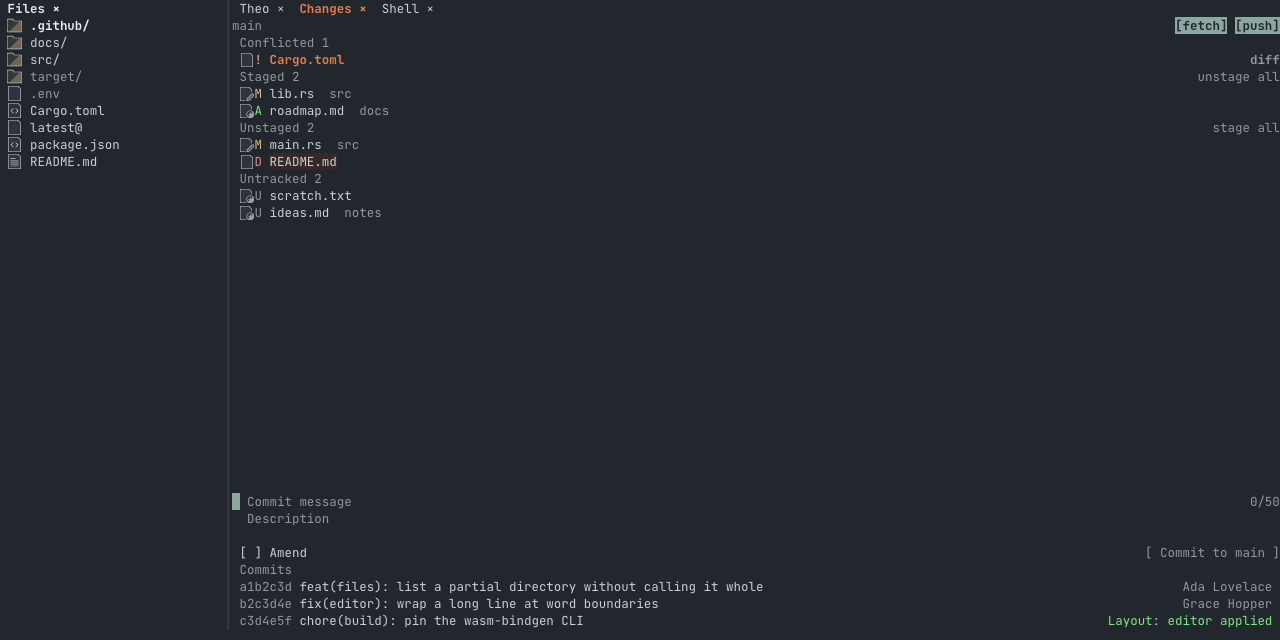 Files × Theo × Changes × Shell ×
.github/ main [fetch] [push]
docs/ Conflicted 1
src/ ! Cargo.toml diff
target/ Staged 2 unstage all
.env M lib.rs src
Cargo.toml A roadmap.md docs
latest@ Unstaged 2 stage all
package.json M main.rs src
README.md D README.md
Untracked 2
U scratch.txt
U ideas.md notes
Commit message 0/50
Description
[ ] Amend [ Commit to main ]
Commits
a1b2c3d feat(files): list a partial directory without calling it whole Ada Lovelace
b2c3d4e fix(editor): wrap a long line at word boundaries Grace Hopper
c3d4e5f chore(build): pin the wasm-bindgen CLI Layout: editor applied